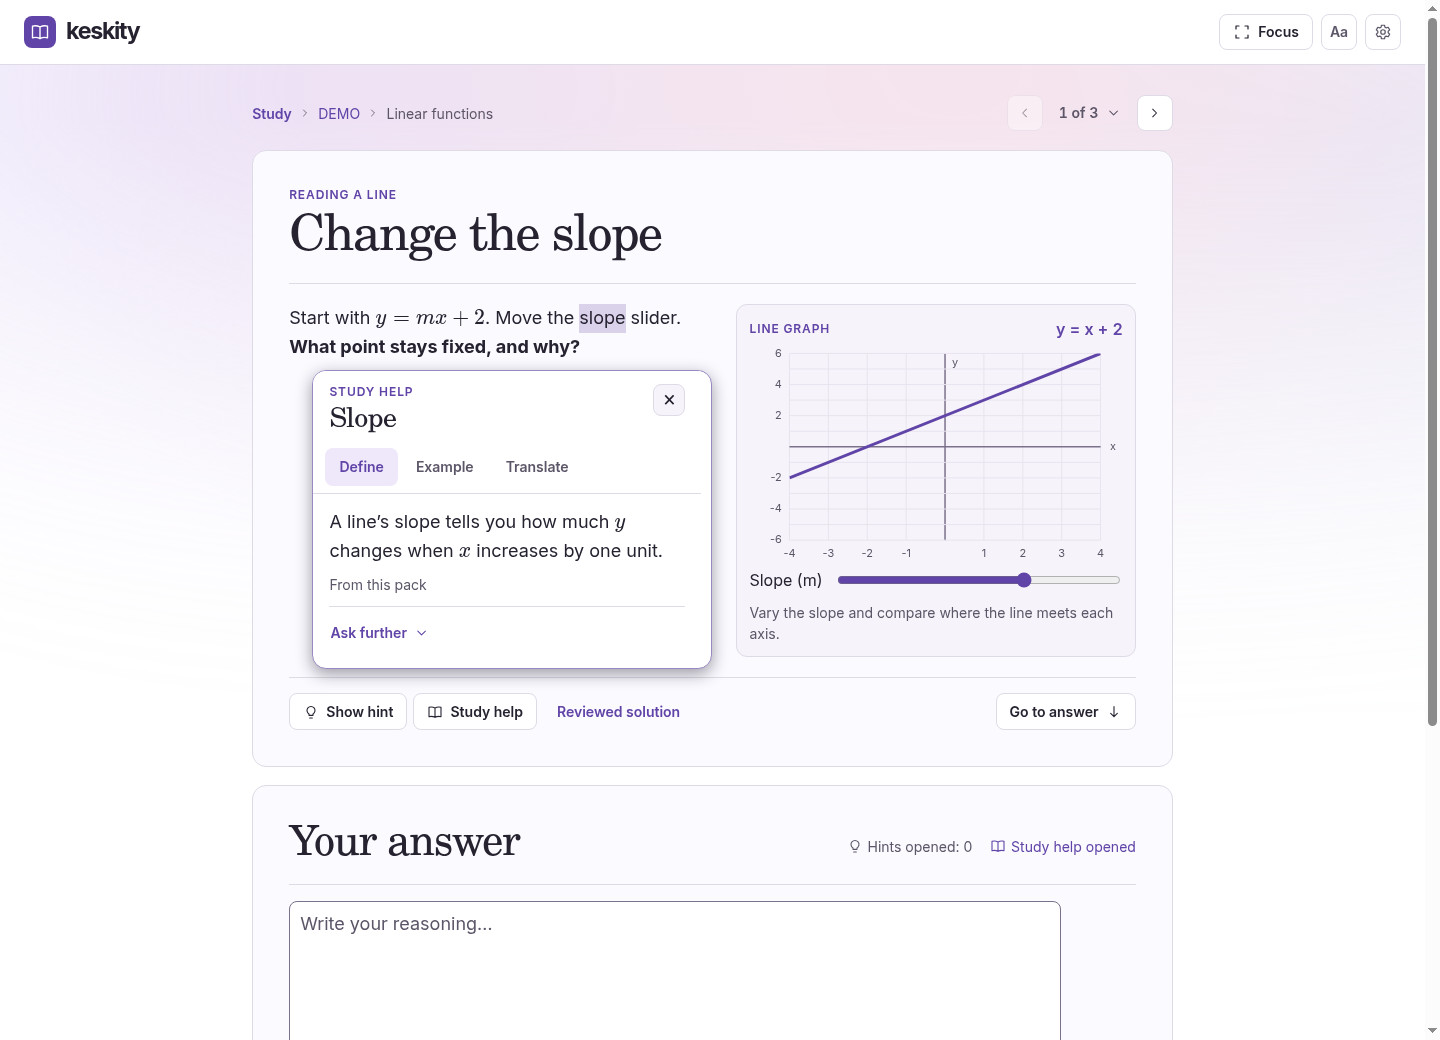 keskity
Focus
Aa
Study
DEMO
Linear functions
1 of 3
READING A LINE
Change the slope
Start with y = mx + 2. Move the slope slider.
What point stays fixed, and why?
STUDY HELP
Slope
Define
Example
Translate
A line’s slope tells you how much y
changes when x increases by one unit.
From this pack
Ask further
LINE GRAPH
y = x + 2
6
4
2
-2
-4
-6
y
x
-4 -3 -2 -1 1 2 3 4
Slope (m)
Vary the slope and compare where the line meets each
axis.
Show hint
Study help
Reviewed solution
Go to answer
Your answer
Hints opened: 0
Study help opened
Write your reasoning...